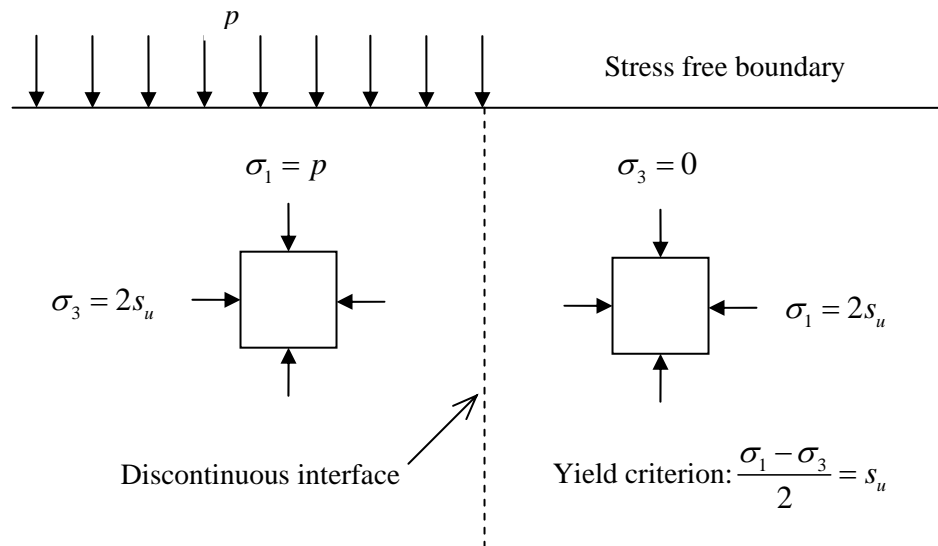 p
Stress free boundary
σ₁ = p
σ₃ = 0
σ₃ = 2sᵤ
σ₁ = 2sᵤ
Discontinuous interface
Yield criterion: (σ₁ − σ₃)/2 = sᵤ